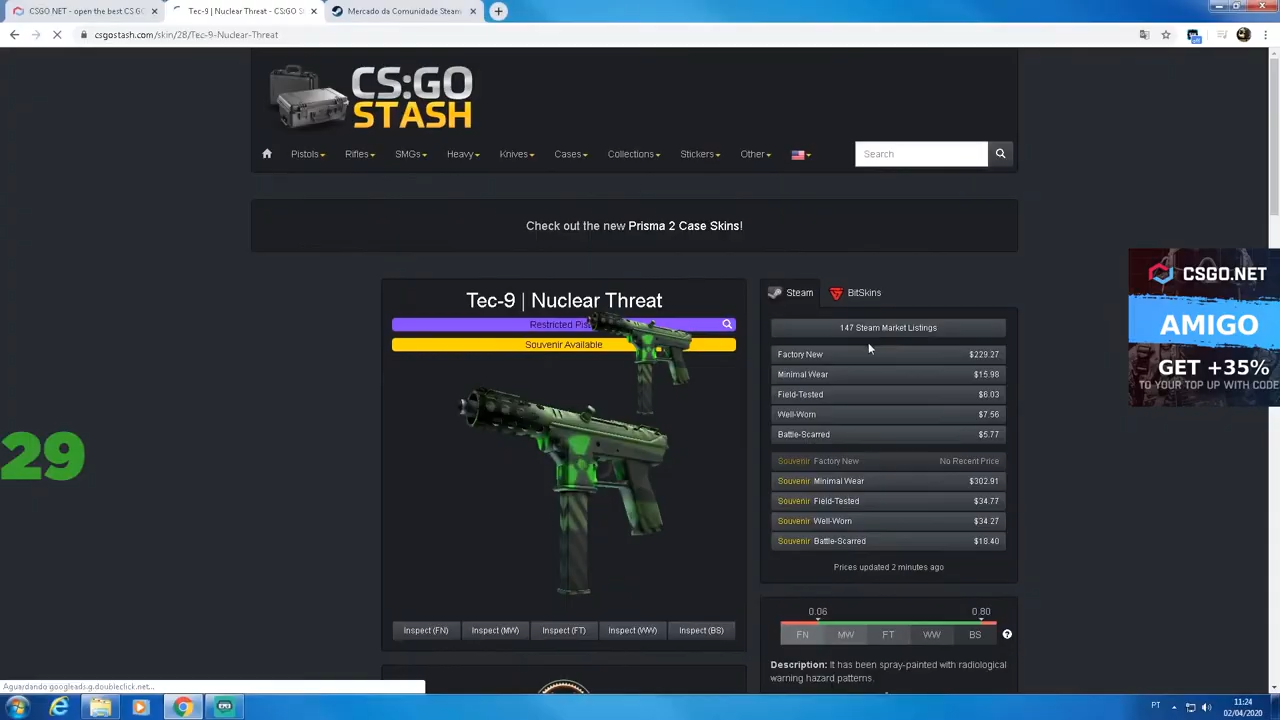 CSGO NET - open the best CS:G
Tec-9 | Nuclear Threat - CS:GO S
Mercado da Comunidade Steam
csgostash.com/skin/28/Tec-9-Nuclear-Threat
CS:GO
STASH
Pistols Rifles SMGs Heavy Knives Cases Collections Stickers Other
Search
Check out the new Prisma 2 Case Skins!
CSGO.NET
AMIGO
GET +35%
TO YOUR TOP UP WITH CODE
29
Tec-9 | Nuclear Threat
Restricted Pis
Souvenir Available
Inspect (FN) Inspect (MW) Inspect (FT) Inspect (WW) Inspect (BS)
Steam BitSkins
147 Steam Market Listings
Factory New $229.27
Minimal Wear $15.98
Field-Tested $6.03
Well-Worn $7.56
Battle-Scarred $5.77
Souvenir Factory New No Recent Price
Souvenir Minimal Wear $302.91
Souvenir Field-Tested $34.77
Souvenir Well-Worn $34.27
Souvenir Battle-Scarred $18.40
Prices updated 2 minutes ago
0.06 0.80
FN MW FT WW BS
Description: It has been spray-painted with radiological
warning hazard patterns.
Aguardando googleads.g.doubleclick.net...
PT
11:24
02/04/2020